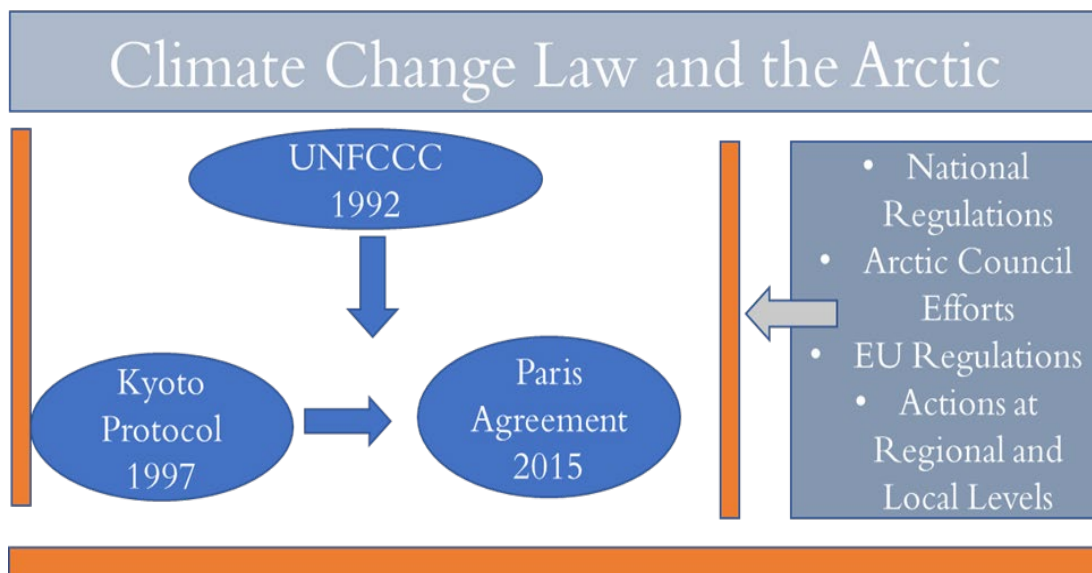 Climate Change Law and the Arctic
UNFCCC
1992
Kyoto
Protocol
1997
Paris
Agreement
2015
• National
Regulations
• Arctic Council
Efforts
• EU Regulations
• Actions at
Regional and
Local Levels